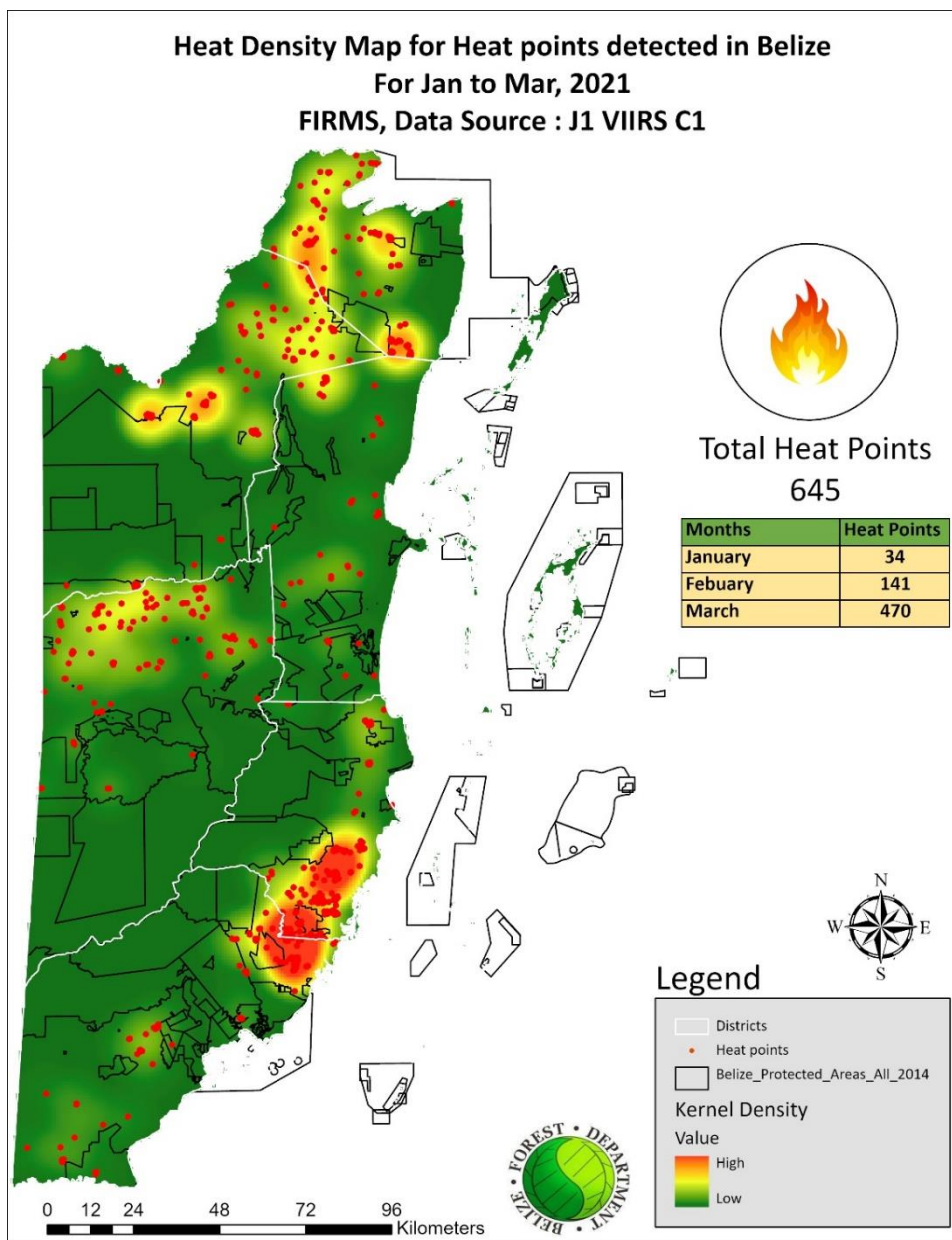 Heat Density Map for Heat points detected in Belize
For Jan to Mar, 2021
FIRMS, Data Source : J1 VIIRS C1
Total Heat Points
645
Months Heat Points
January 34
Febuary 141
March 470
N
W E
S
Legend
Districts
Heat points
Belize_Protected_Areas_All_2014
Kernel Density
Value
High
Low
BELIZE • FOREST • DEPARTMENT •
0 12 24 48 72 96
Kilometers